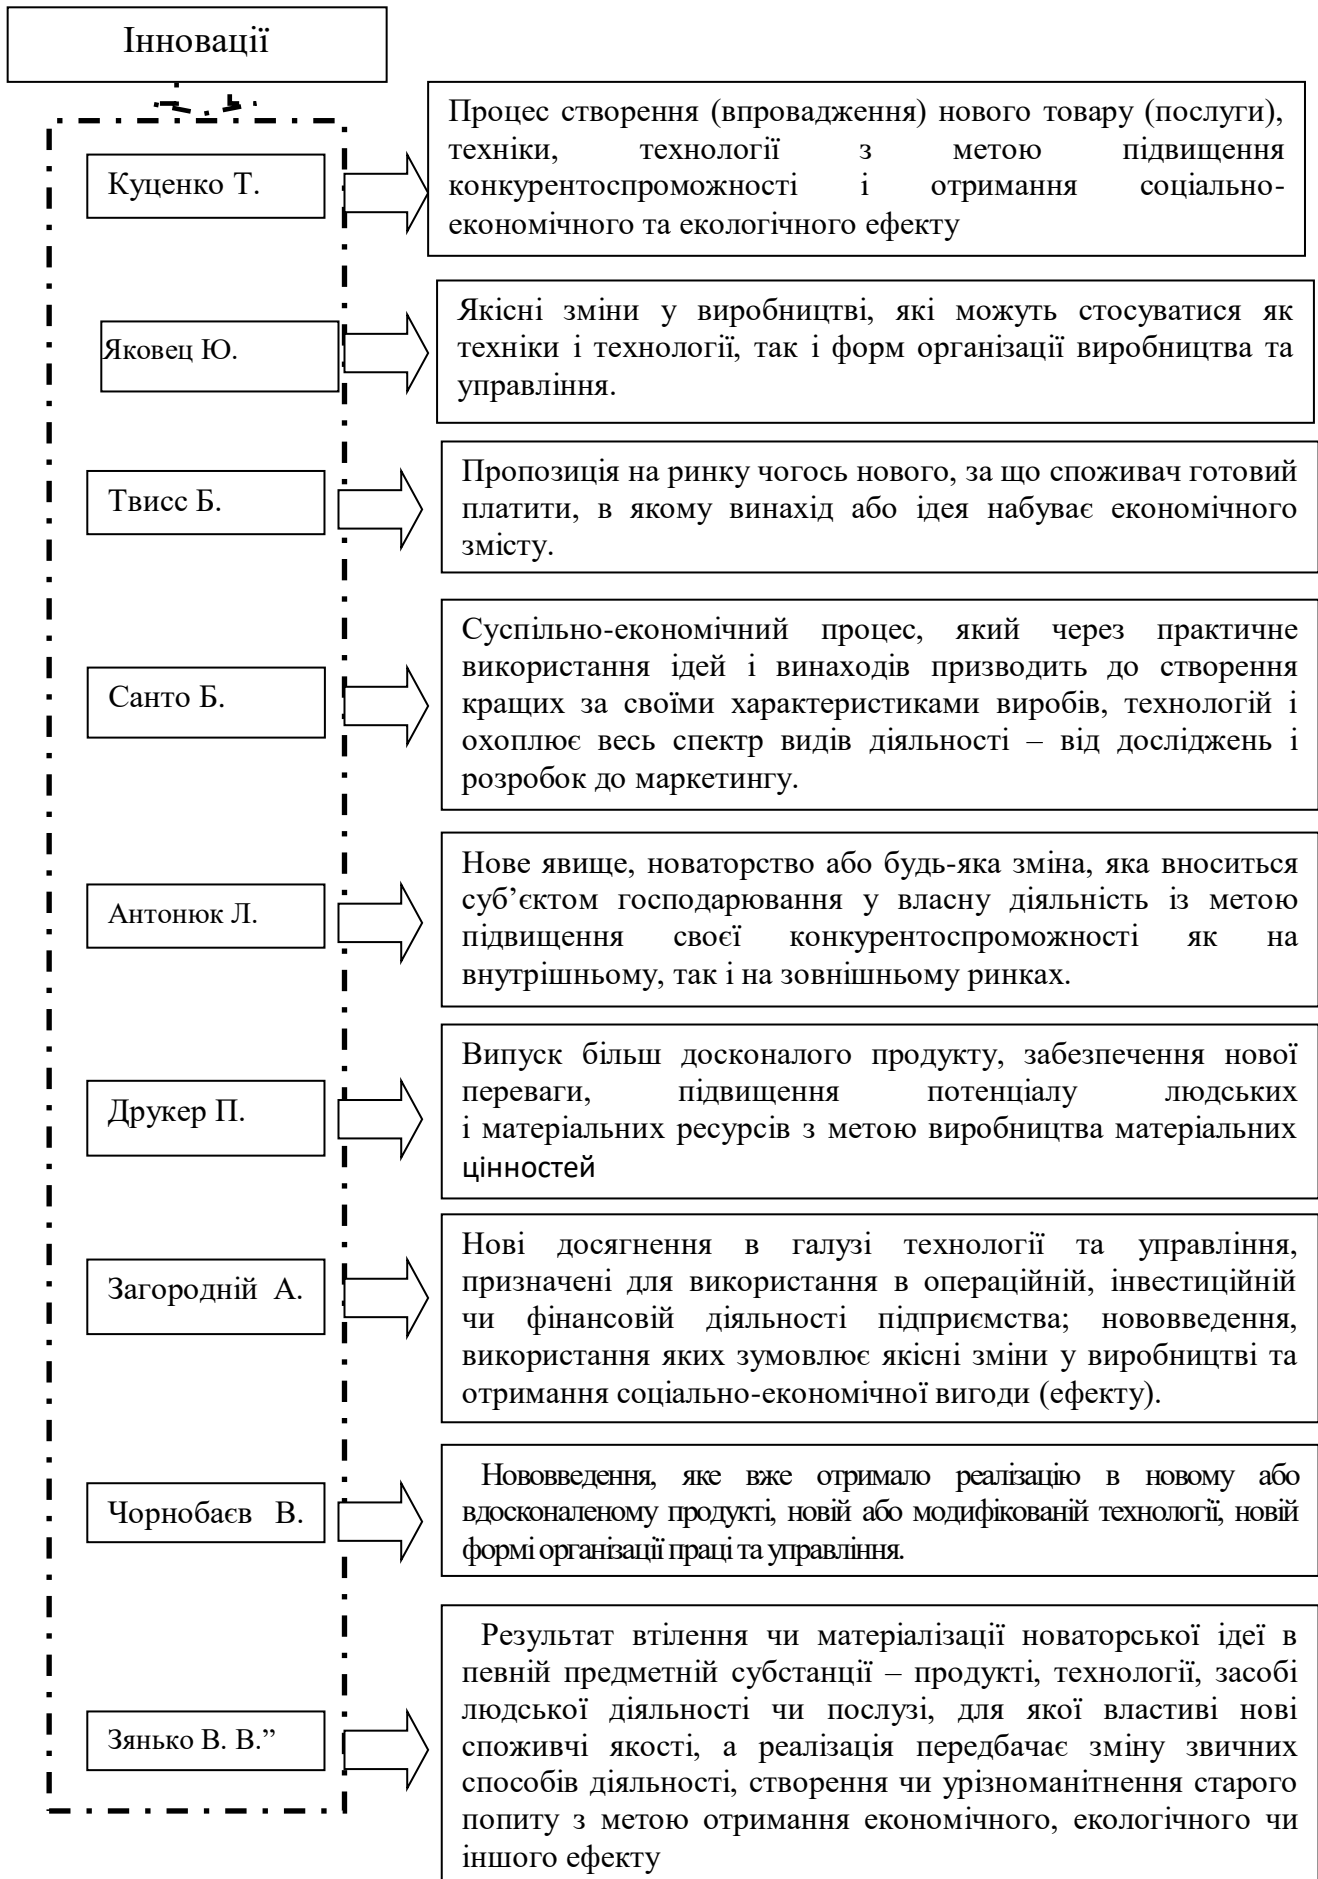 Інновації
Куценко Т.
Процес створення (впровадження) нового товару (послуги),
техніки, технології з метою підвищення
конкурентоспроможності і отримання соціально-
економічного та екологічного ефекту
Яковец Ю.
Якісні зміни у виробництві, які можуть стосуватися як
техніки і технології, так і форм організації виробництва та
управління.
Твисс Б.
Пропозиція на ринку чогось нового, за що споживач готовий
платити, в якому винахід або ідея набуває економічного
змісту.
Санто Б.
Суспільно-економічний процес, який через практичне
використання ідей і винаходів призводить до створення
кращих за своїми характеристиками виробів, технологій і
охоплює весь спектр видів діяльності – від досліджень і
розробок до маркетингу.
Антонюк Л.
Нове явище, новаторство або будь-яка зміна, яка вноситься
суб’єктом господарювання у власну діяльність із метою
підвищення своєї конкурентоспроможності як на
внутрішньому, так і на зовнішньому ринках.
Друкер П.
Випуск більш досконалого продукту, забезпечення нової
переваги, підвищення потенціалу людських
і матеріальних ресурсів з метою виробництва матеріальних
цінностей
Загородній А.
Нові досягнення в галузі технології та управління,
призначені для використання в операційній, інвестиційній
чи фінансовій діяльності підприємства; нововведення,
використання яких зумовлює якісні зміни у виробництві та
отримання соціально-економічної вигоди (ефекту).
Чорнобаєв В.
Нововведення, яке вже отримало реалізацію в новому або
вдосконаленому продукті, новій або модифікованій технології, новій
формі організації праці та управління.
Зянько В. В.”
Результат втілення чи матеріалізації новаторської ідеї в
певній предметній субстанції – продукті, технології, засобі
людської діяльності чи послузі, для якої властиві нові
споживчі якості, а реалізація передбачає зміну звичних
способів діяльності, створення чи урізноманітнення старого
попиту з метою отримання економічного, екологічного чи
іншого ефекту